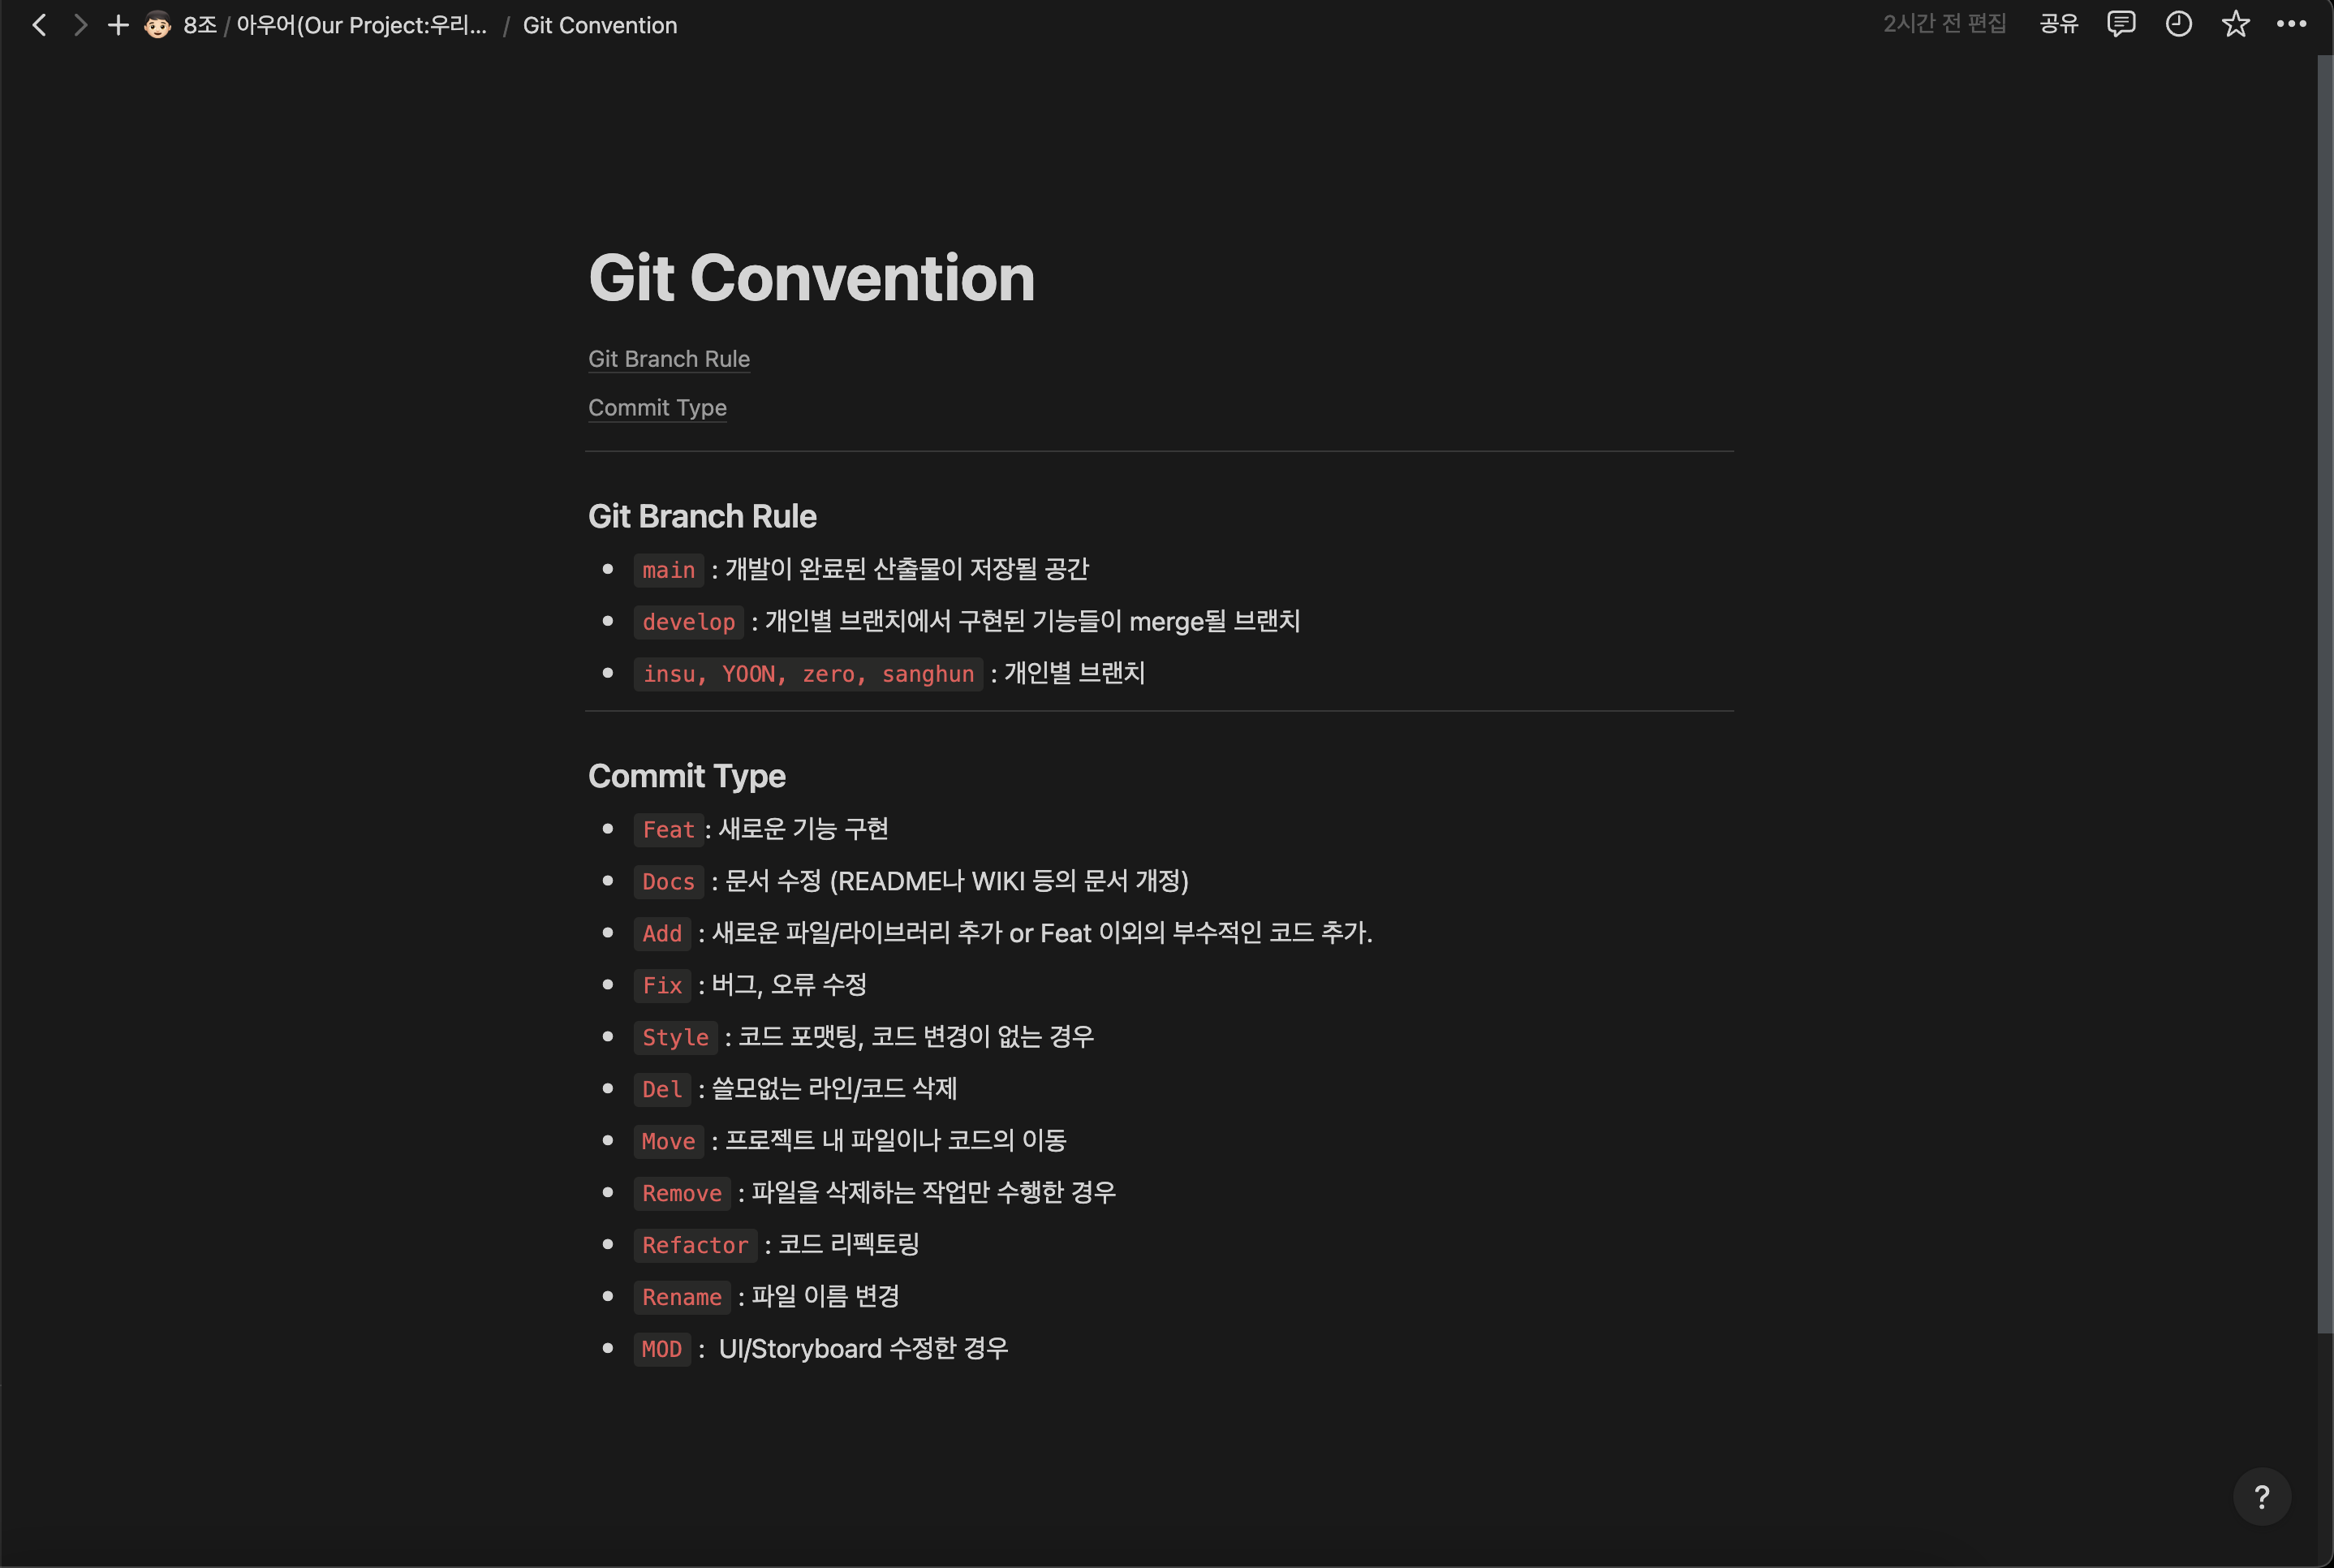 8조 / 아우어(Our Project:우리... / Git Convention
2시간 전 편집 공유
Git Convention
Git Branch Rule
Commit Type
Git Branch Rule
main : 개발이 완료된 산출물이 저장될 공간
develop : 개인별 브랜치에서 구현된 기능들이 merge될 브랜치
insu, YOON, zero, sanghun : 개인별 브랜치
Commit Type
Feat : 새로운 기능 구현
Docs : 문서 수정 (README나 WIKI 등의 문서 개정)
Add : 새로운 파일/라이브러리 추가 or Feat 이외의 부수적인 코드 추가.
Fix : 버그, 오류 수정
Style : 코드 포맷팅, 코드 변경이 없는 경우
Del : 쓸모없는 라인/코드 삭제
Move : 프로젝트 내 파일이나 코드의 이동
Remove : 파일을 삭제하는 작업만 수행한 경우
Refactor : 코드 리펙토링
Rename : 파일 이름 변경
MOD : UI/Storyboard 수정한 경우
?